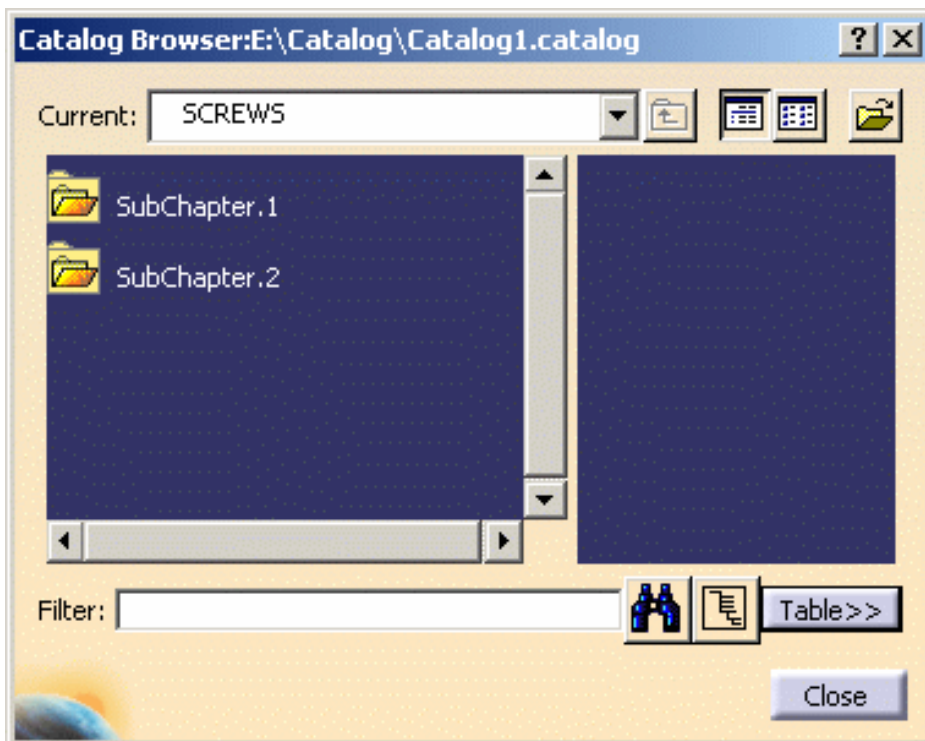 Catalog Browser:E:\Catalog\Catalog1.catalog
Current: SCREWS
SubChapter.1
SubChapter.2
Filter: Table>>
Close